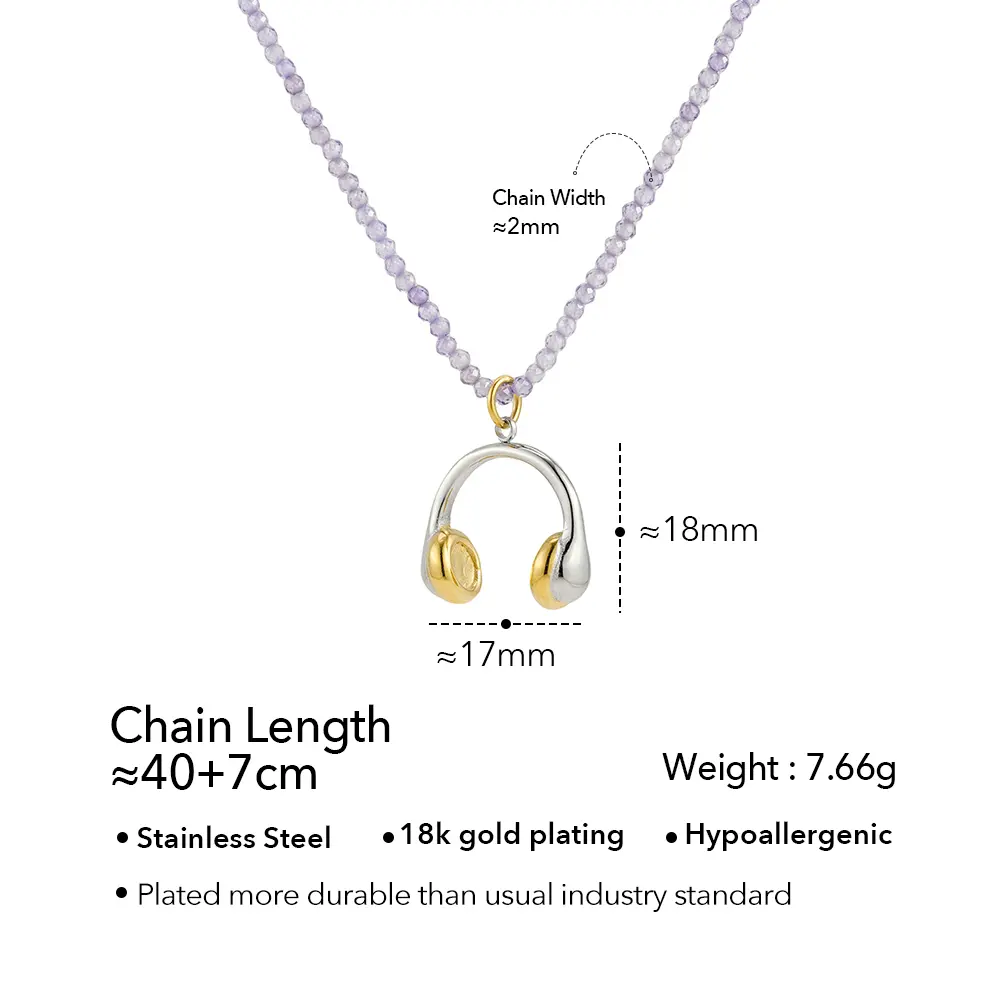 Chain Width
≈2mm
≈18mm
≈17mm
Chain Length
≈40+7cm
Weight : 7.66g
• Stainless Steel
• 18k gold plating
• Hypoallergenic
• Plated more durable than usual industry standard